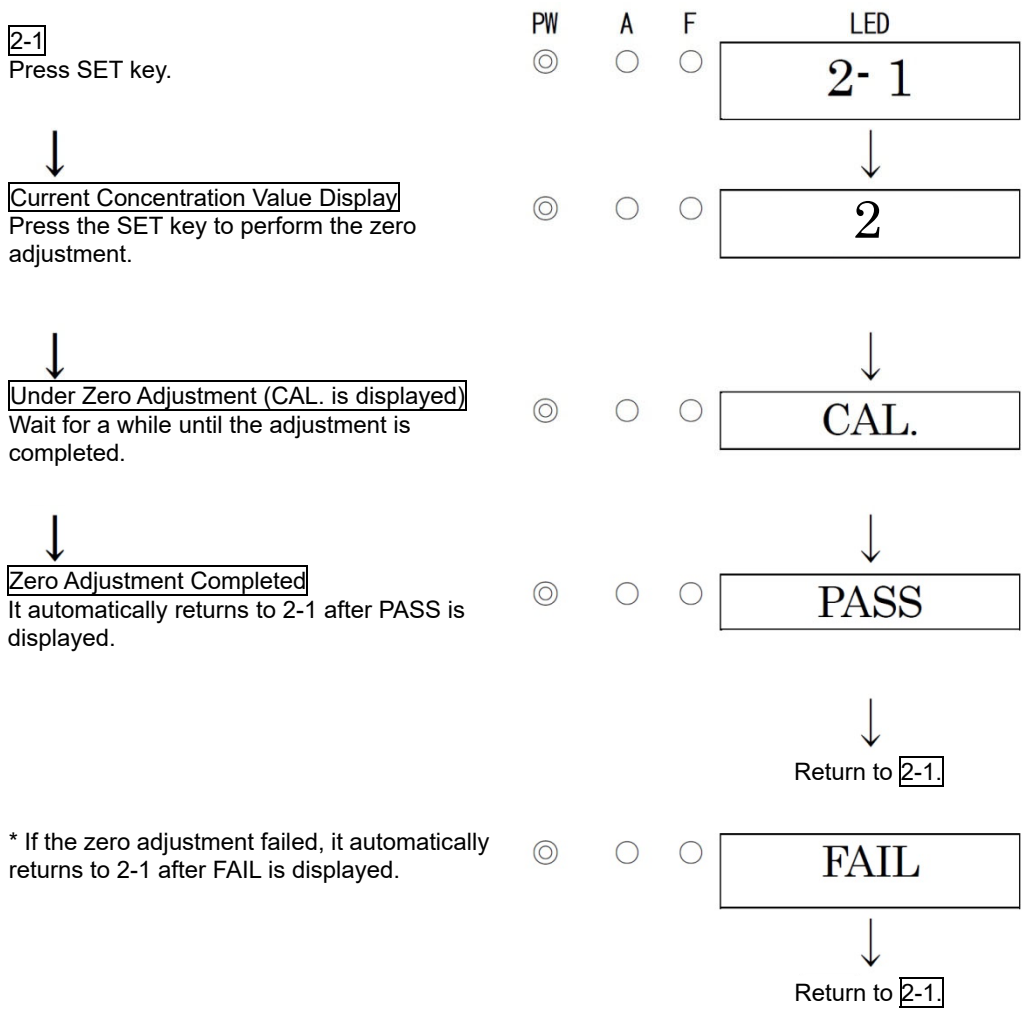 PW A F LED
2-1
Press SET key.
2- 1
Current Concentration Value Display
Press the SET key to perform the zero
adjustment.
2
Under Zero Adjustment (CAL. is displayed)
Wait for a while until the adjustment is
completed.
CAL.
Zero Adjustment Completed
It automatically returns to 2-1 after PASS is
displayed.
PASS
Return to 2-1.
* If the zero adjustment failed, it automatically
returns to 2-1 after FAIL is displayed.
FAIL
Return to 2-1.